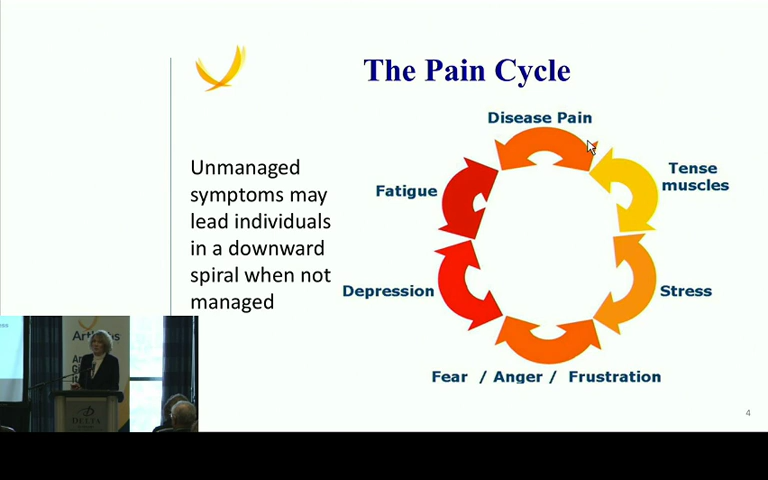 The Pain Cycle
Disease Pain
Unmanaged
symptoms may
lead individuals
in a downward
spiral when not
managed
Fatigue
Tense
muscles
Depression
Stress
Fear / Anger / Frustration
4
DELTA